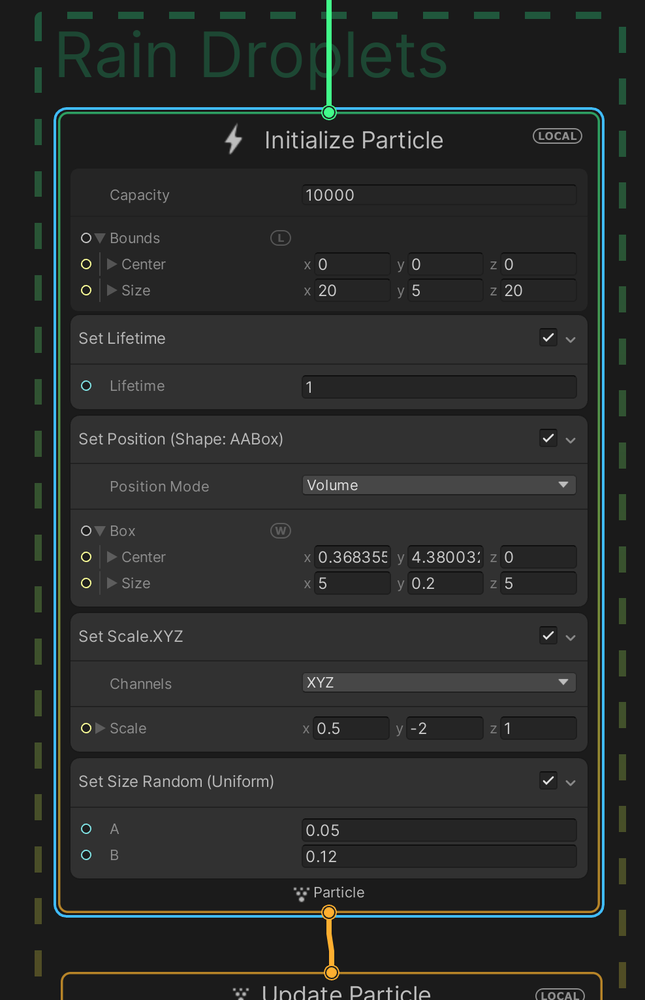 Rain Droplets
Initialize Particle LOCAL
Capacity 10000
Bounds L
Center x 0 y 0 z 0
Size x 20 y 5 z 20
Set Lifetime
Lifetime 1
Set Position (Shape: AABox)
Position Mode Volume
Box W
Center x 0.368355 y 4.380032 z 0
Size x 5 y 0.2 z 5
Set Scale.XYZ
Channels XYZ
Scale x 0.5 y -2 z 1
Set Size Random (Uniform)
A 0.05
B 0.12
Particle
Update Particle LOCAL